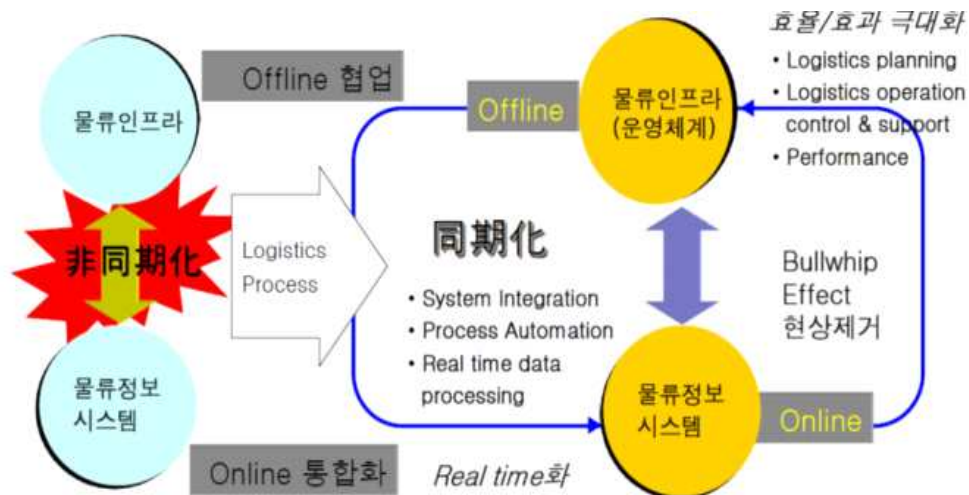 효율/효과 극대화
Offline 협업
• Logistics planning
• Logistics operation
control & support
• Performance
물류인프라
Offline
물류인프라
(운영체계)
非同期化
Logistics
Process
同期化
• System Integration
• Process Automation
• Real time data
processing
Bullwhip
Effect
현상제거
물류정보
시스템
물류정보
시스템
Online
Online 통합화
Real time화